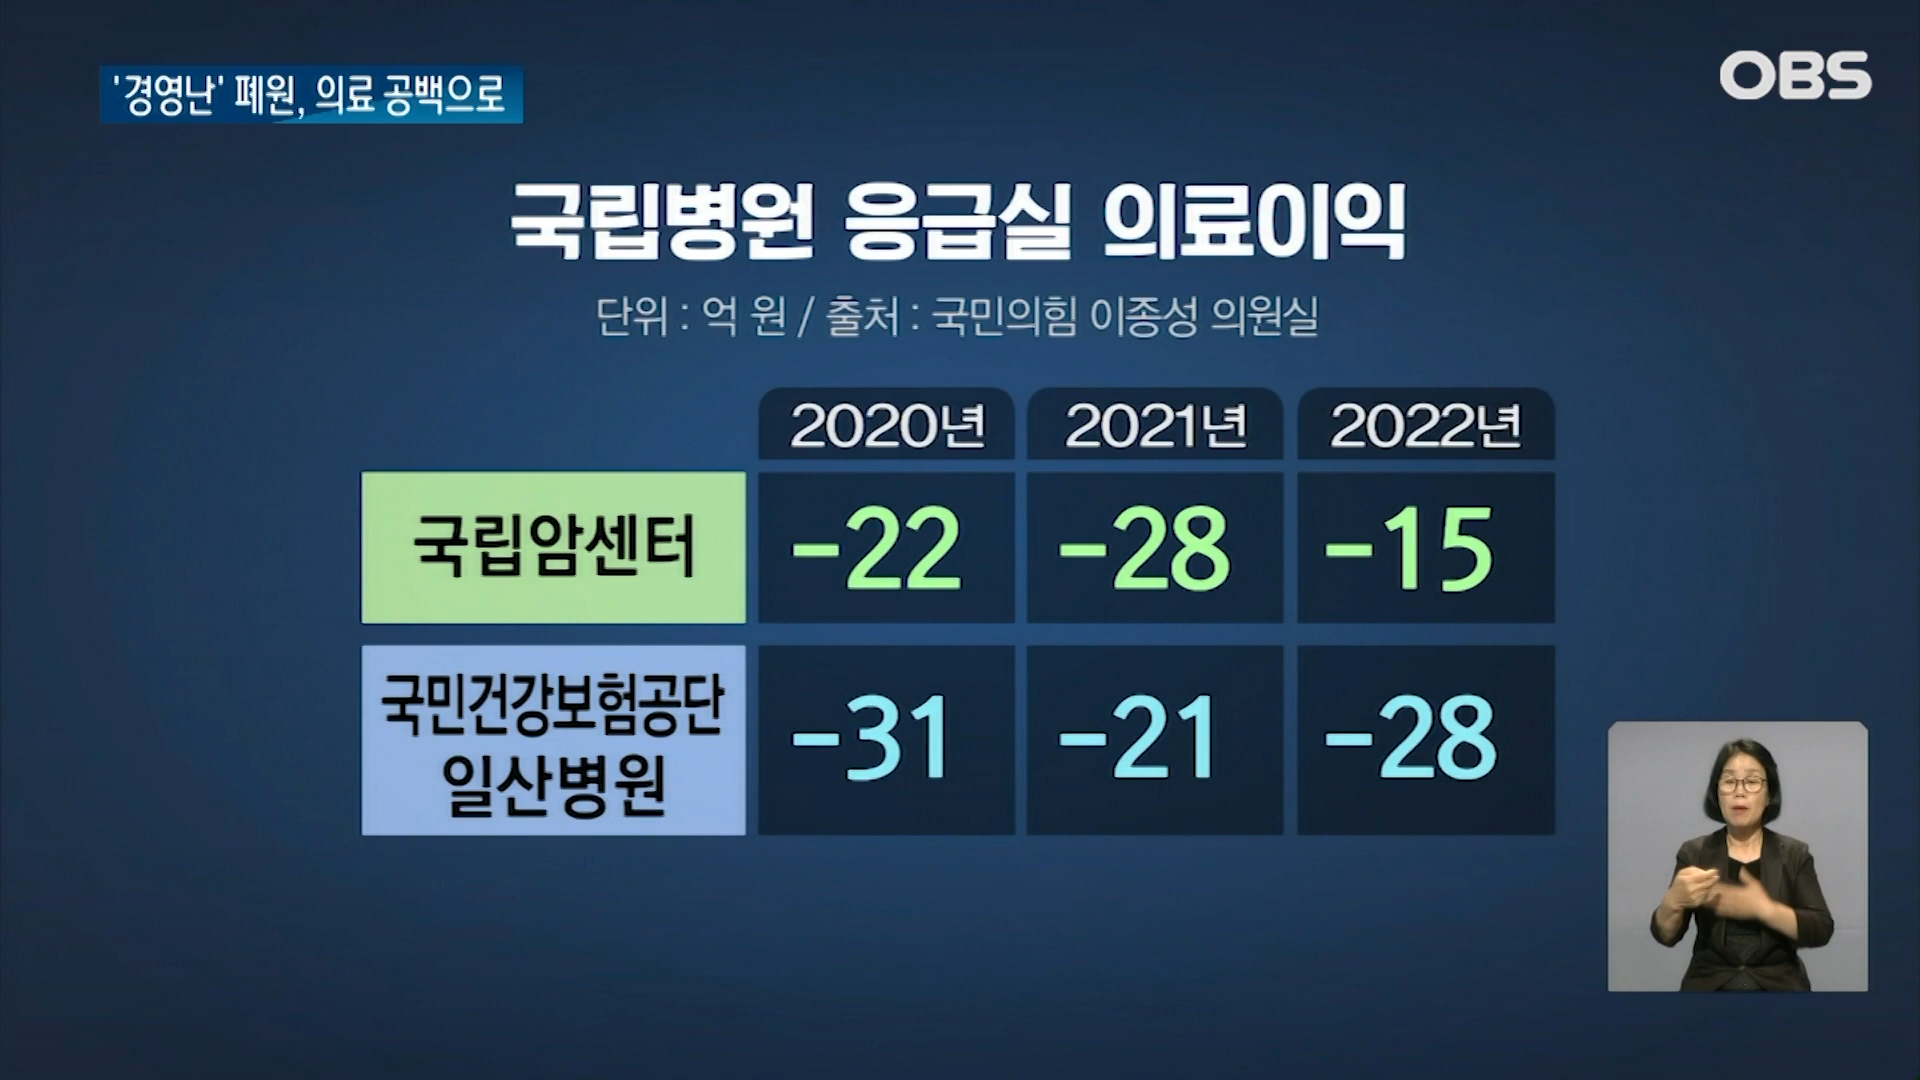 '경영난' 폐원, 의료 공백으로
OBS
국립병원 응급실 의료이익
단위 : 억 원 / 출처 : 국민의힘 이종성 의원실
2020년 2021년 2022년
국립암센터 -22 -28 -15
국민건강보험공단
일산병원 -31 -21 -28